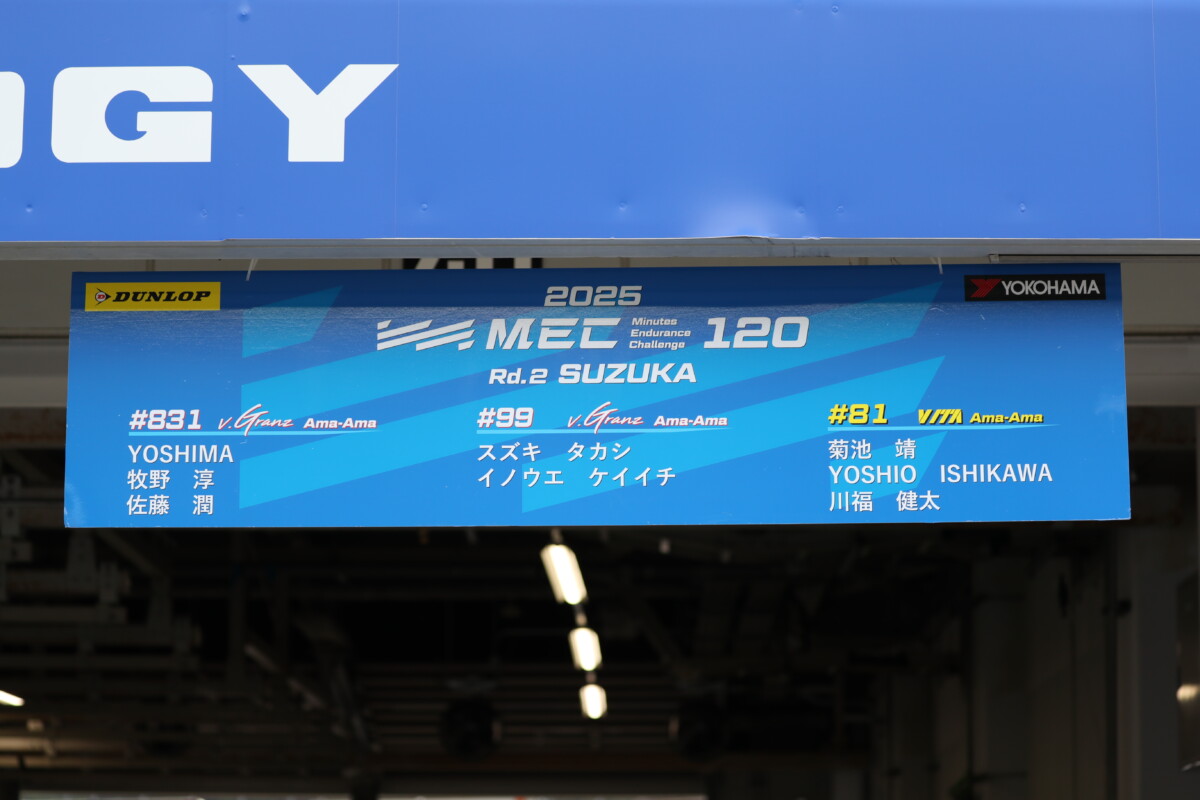 GY
DUNLOP
YOKOHAMA
2025
MEC Minutes Endurance Challenge 120
Rd.2 SUZUKA
#831 v.Granz Ama-Ama
YOSHIMA
牧野 淳
佐藤 潤
#99 v.Granz Ama-Ama
スズキ タカシ
イノウエ ケイイチ
#81 VITA Ama-Ama
菊池 靖
YOSHIO ISHIKAWA
川福 健太